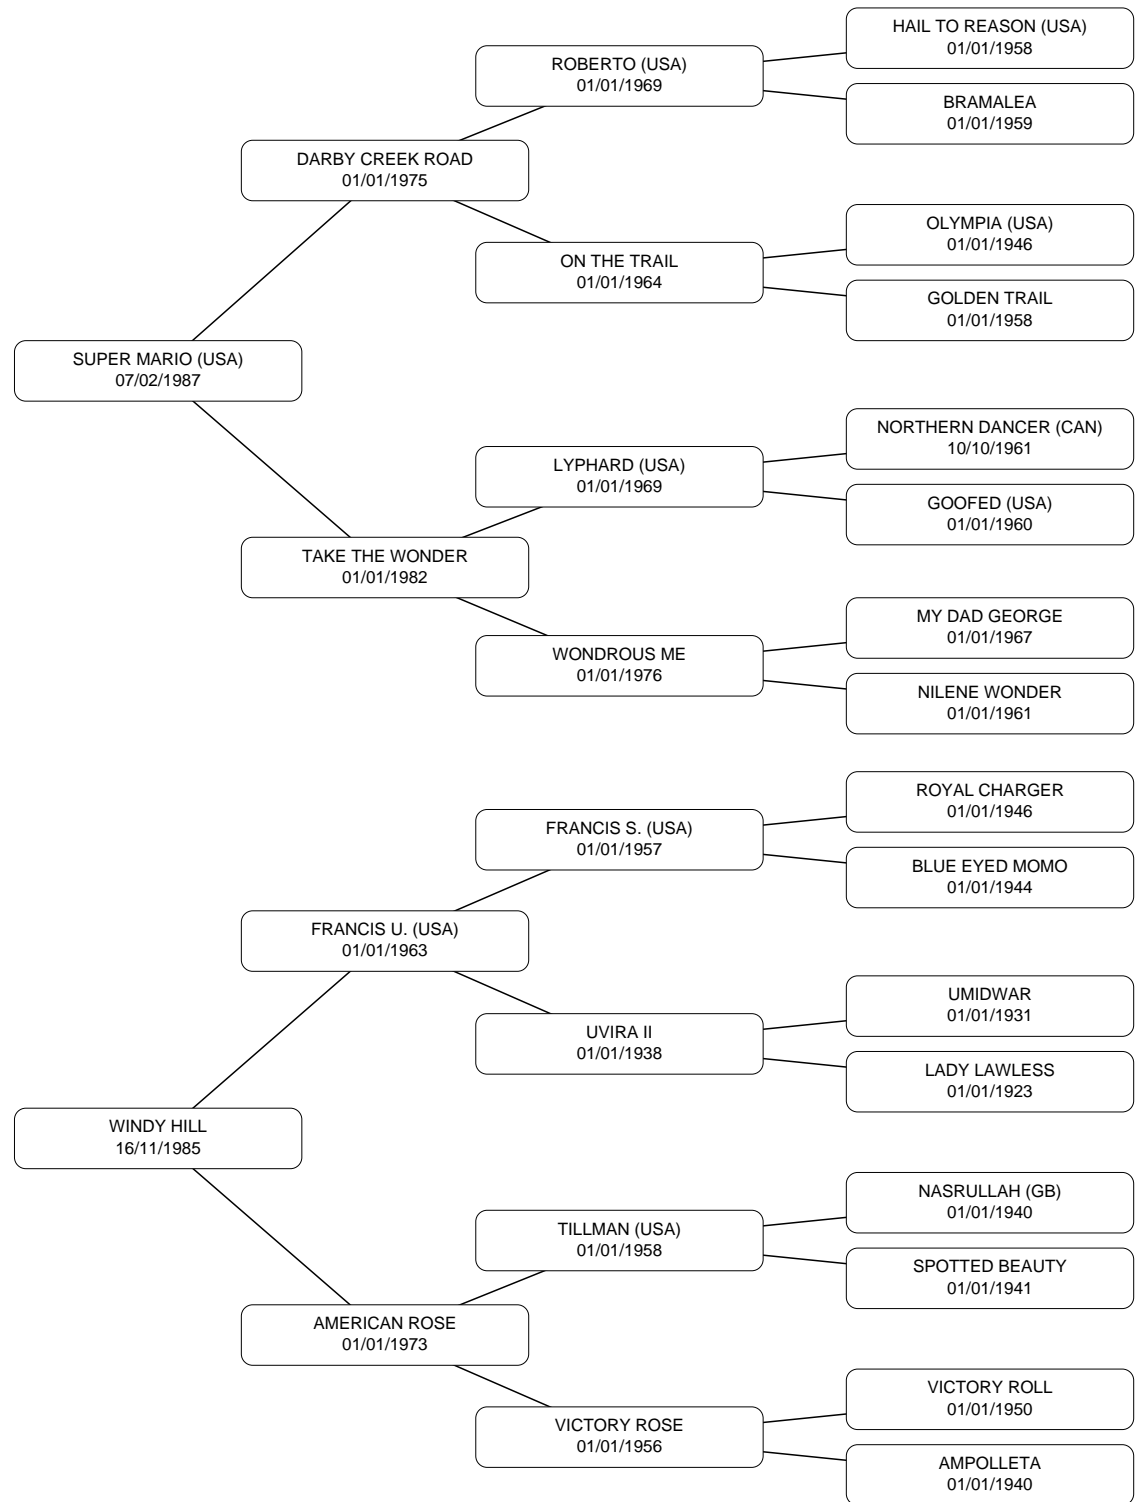 HAIL TO REASON (USA)
01/01/1958
ROBERTO (USA)
01/01/1969
BRAMALEA
01/01/1959
DARBY CREEK ROAD
01/01/1975
OLYMPIA (USA)
01/01/1946
ON THE TRAIL
01/01/1964
GOLDEN TRAIL
01/01/1958
SUPER MARIO (USA)
07/02/1987
NORTHERN DANCER (CAN)
10/10/1961
LYPHARD (USA)
01/01/1969
GOOFED (USA)
01/01/1960
TAKE THE WONDER
01/01/1982
MY DAD GEORGE
01/01/1967
WONDROUS ME
01/01/1976
NILENE WONDER
01/01/1961
ROYAL CHARGER
01/01/1946
FRANCIS S. (USA)
01/01/1957
BLUE EYED MOMO
01/01/1944
FRANCIS U. (USA)
01/01/1963
UMIDWAR
01/01/1931
UVIRA II
01/01/1938
LADY LAWLESS
01/01/1923
WINDY HILL
16/11/1985
NASRULLAH (GB)
01/01/1940
TILLMAN (USA)
01/01/1958
SPOTTED BEAUTY
01/01/1941
AMERICAN ROSE
01/01/1973
VICTORY ROLL
01/01/1950
VICTORY ROSE
01/01/1956
AMPOLLETA
01/01/1940